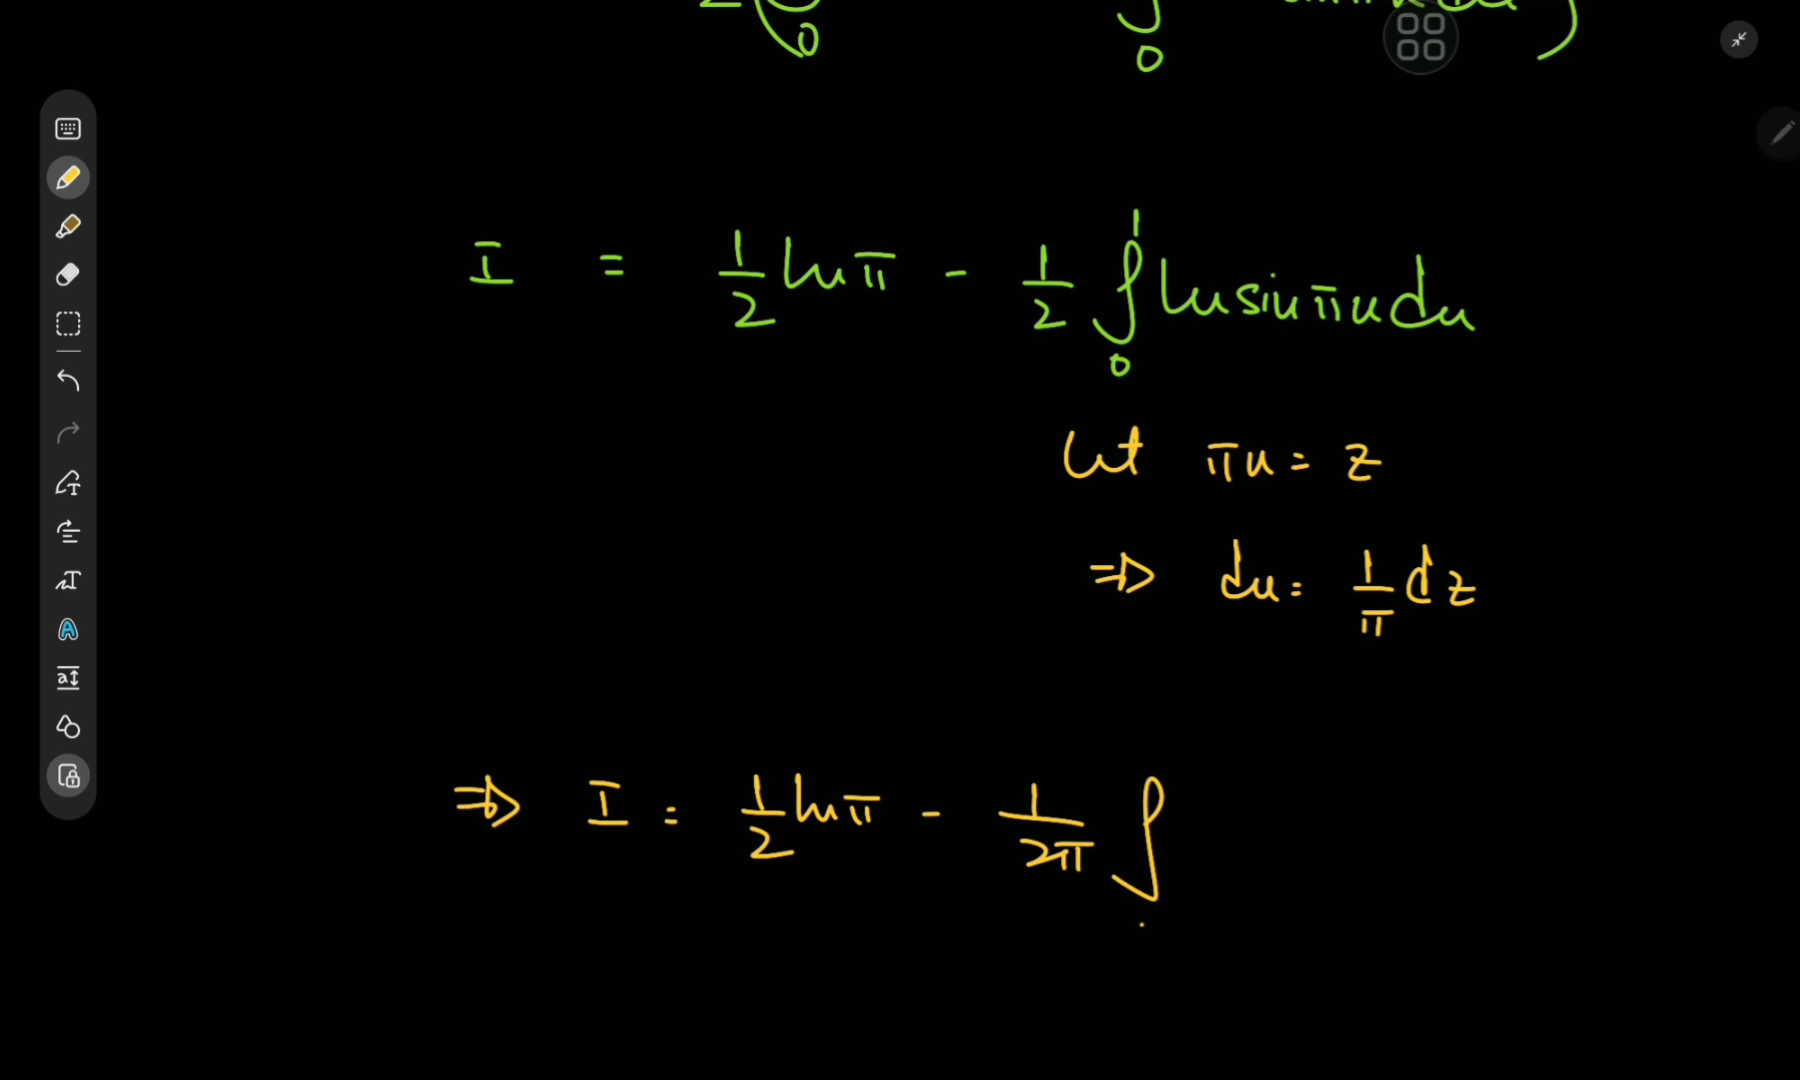 I = 1/2 ln π - 1/2 ∫₀¹ ln sin πu du
let πu = z
⇒ du = 1/π dz
⇒ I = 1/2 ln π - 1/2π ∫